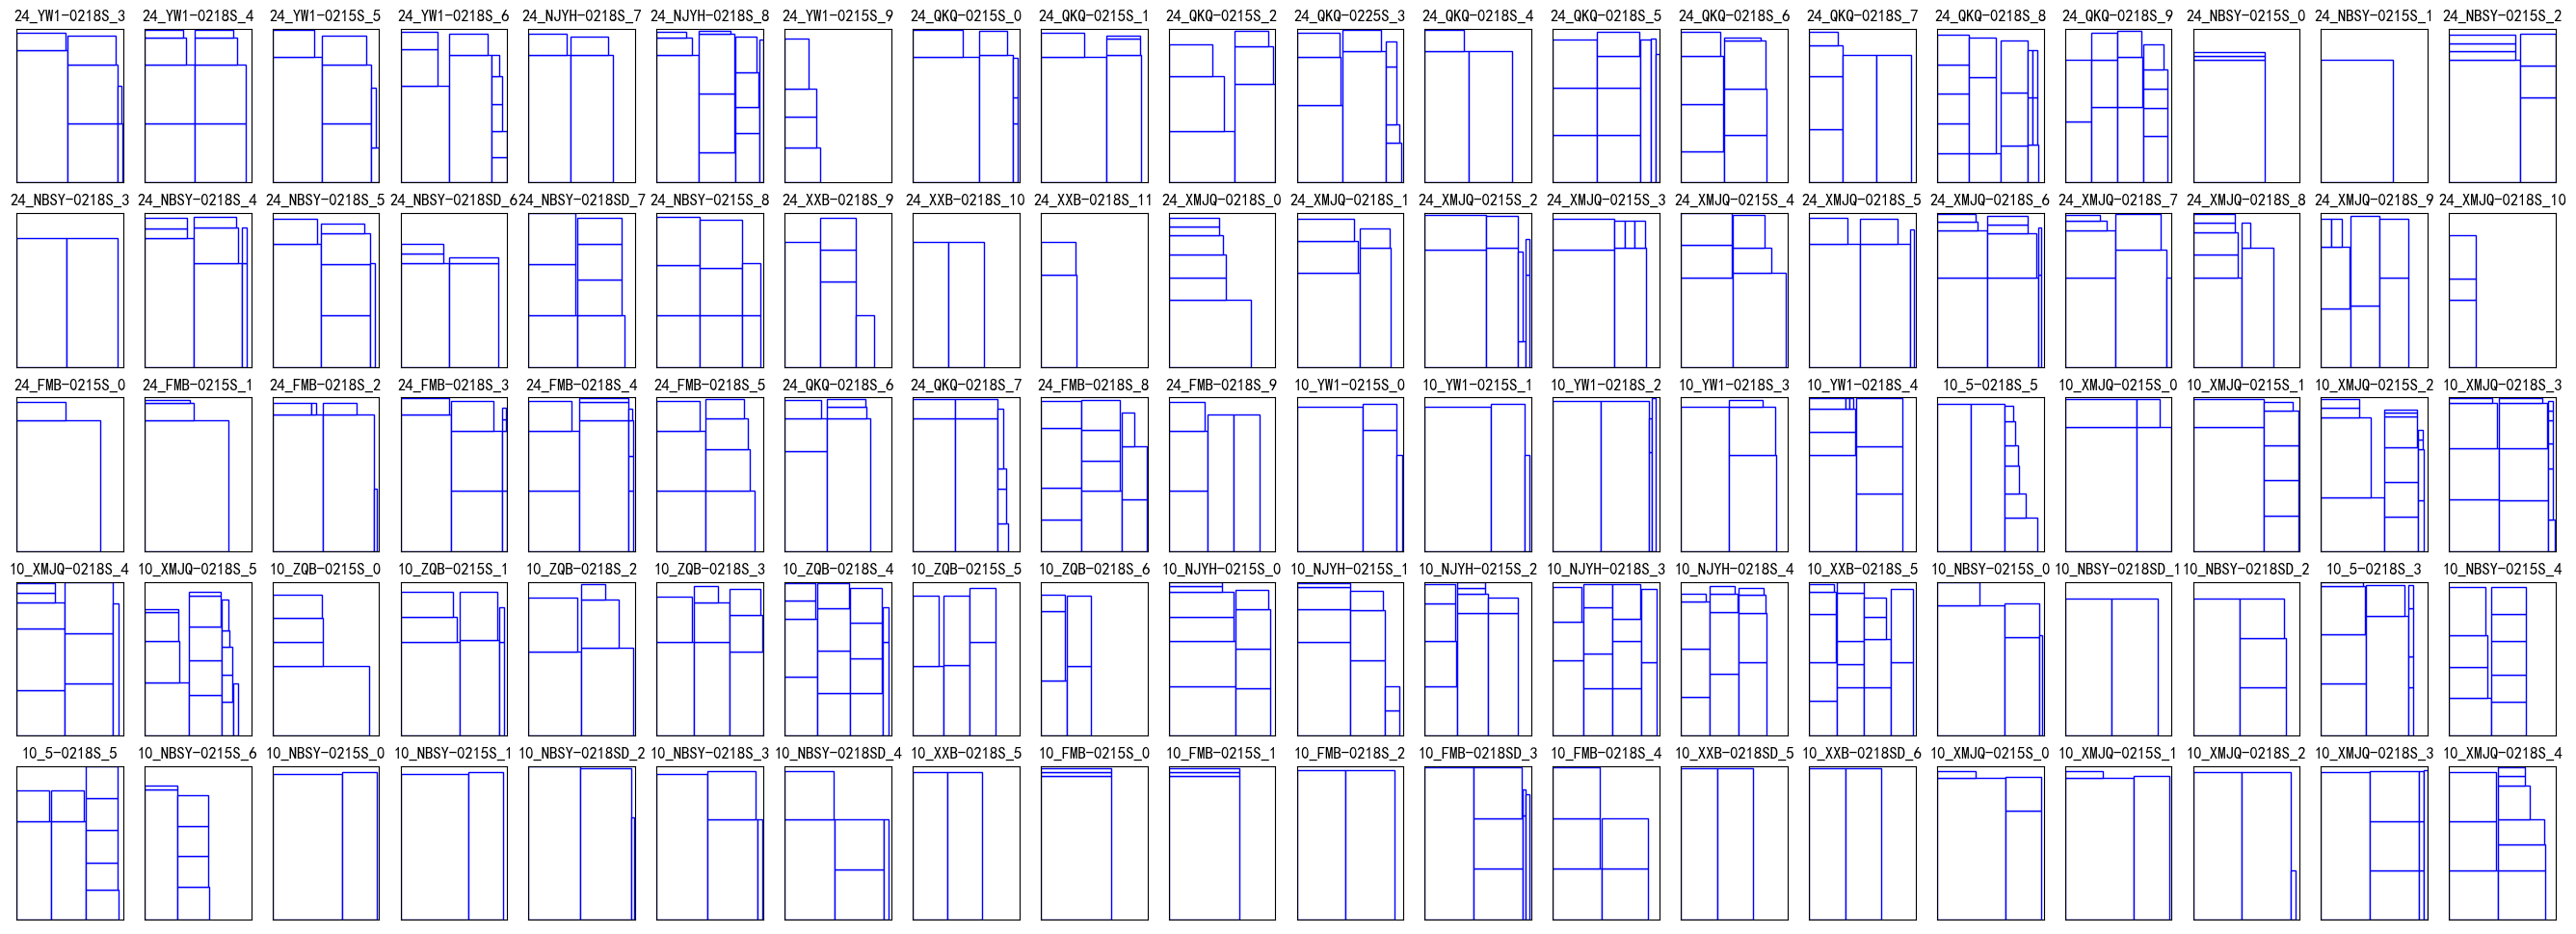 24_YW1-0218S_3 24_YW1-0218S_4 24_YW1-0215S_5 24_YW1-0218S_6 24_NJYH-0218S_7 24_NJYH-0218S_8 24_YW1-0215S_9 24_QKQ-0215S_0 24_QKQ-0215S_1 24_QKQ-0215S_2 24_QKQ-0225S_3 24_QKQ-0218S_4 24_QKQ-0218S_5 24_QKQ-0218S_6 24_QKQ-0218S_7 24_QKQ-0218S_8 24_QKQ-0218S_9 24_NBSY-0215S_0 24_NBSY-0215S_1 24_NBSY-0215S_2
24_NBSY-0218S_3 24_NBSY-0218S_4 24_NBSY-0218S_5 24_NBSY-0218SD_6 24_NBSY-0218SD_7 24_NBSY-0215S_8 24_XXB-0218S_9 24_XXB-0218S_10 24_XXB-0218S_11 24_XMJQ-0218S_0 24_XMJQ-0218S_1 24_XMJQ-0215S_2 24_XMJQ-0215S_3 24_XMJQ-0215S_4 24_XMJQ-0218S_5 24_XMJQ-0218S_6 24_XMJQ-0218S_7 24_XMJQ-0218S_8 24_XMJQ-0218S_9 24_XMJQ-0218S_10
24_FMB-0215S_0 24_FMB-0215S_1 24_FMB-0218S_2 24_FMB-0218S_3 24_FMB-0218S_4 24_FMB-0218S_5 24_QKQ-0218S_6 24_QKQ-0218S_7 24_FMB-0218S_8 24_FMB-0218S_9 10_YW1-0215S_0 10_YW1-0215S_1 10_YW1-0218S_2 10_YW1-0218S_3 10_YW1-0218S_4 10_5-0218S_5 10_XMJQ-0215S_0 10_XMJQ-0215S_1 10_XMJQ-0215S_2 10_XMJQ-0218S_3
10_XMJQ-0218S_4 10_XMJQ-0218S_5 10_ZQB-0215S_0 10_ZQB-0215S_1 10_ZQB-0218S_2 10_ZQB-0218S_3 10_ZQB-0218S_4 10_ZQB-0215S_5 10_ZQB-0218S_6 10_NJYH-0215S_0 10_NJYH-0215S_1 10_NJYH-0215S_2 10_NJYH-0218S_3 10_NJYH-0218S_4 10_XXB-0218S_5 10_NBSY-0215S_0 10_NBSY-0218SD_1 10_NBSY-0218SD_2 10_5-0218S_3 10_NBSY-0215S_4
10_5-0218S_5 10_NBSY-0215S_6 10_NBSY-0215S_0 10_NBSY-0215S_1 10_NBSY-0218SD_2 10_NBSY-0218S_3 10_NBSY-0218SD_4 10_XXB-0218S_5 10_FMB-0215S_0 10_FMB-0215S_1 10_FMB-0218S_2 10_FMB-0218SD_3 10_FMB-0218S_4 10_XXB-0218SD_5 10_XXB-0218SD_6 10_XMJQ-0215S_0 10_XMJQ-0215S_1 10_XMJQ-0218S_2 10_XMJQ-0218S_3 10_XMJQ-0218S_4